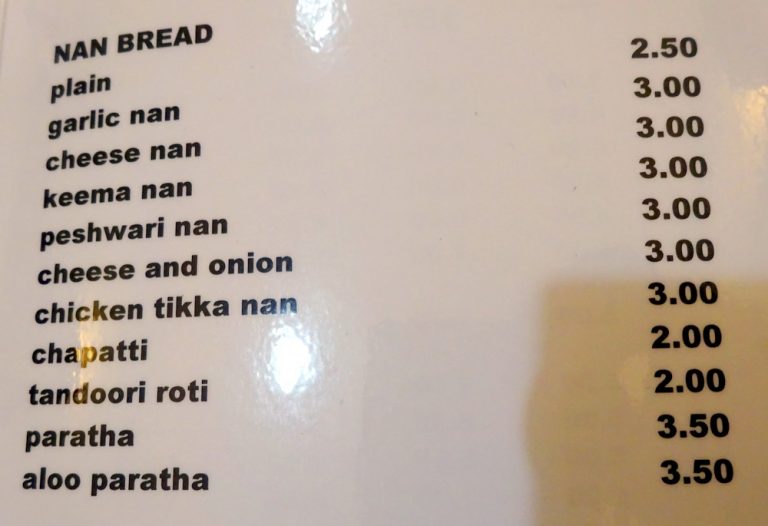 NAN BREAD
plain 2.50
garlic nan 3.00
cheese nan 3.00
keema nan 3.00
peshwari nan 3.00
cheese and onion 3.00
chicken tikka nan 3.00
chapatti 2.00
tandoori roti 2.00
paratha 3.50
aloo paratha 3.50